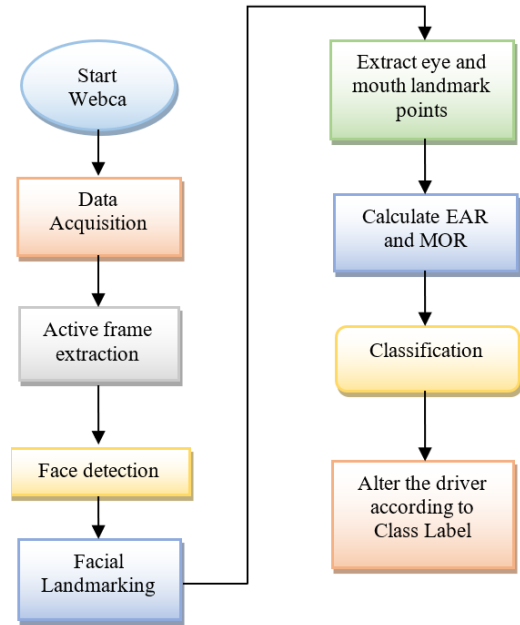 Start
Webca
Data
Acquisition
Active frame
extraction
Face detection
Facial
Landmarking
Extract eye and
mouth landmark
points
Calculate EAR
and MOR
Classification
Alter the driver
according to
Class Label